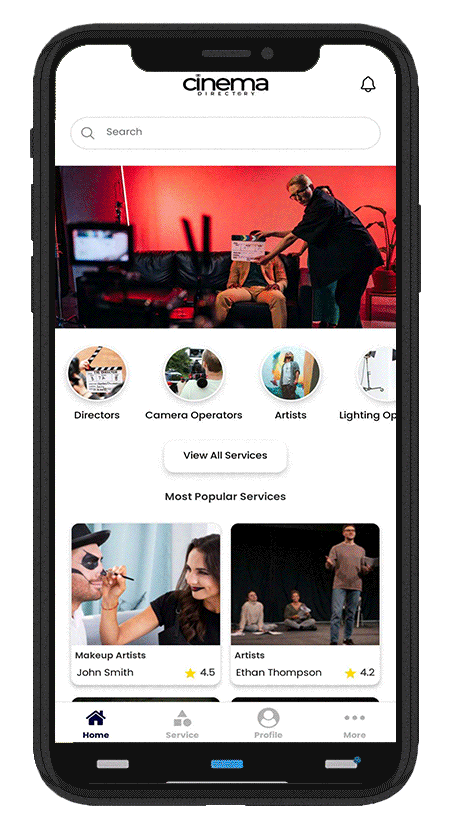 cinema
DIRECTORY
Search
Directors
Camera Operators
Artists
Lighting Op
View All Services
Most Popular Services
Makeup Artists
John Smith
4.5
Artists
Ethan Thompson
4.2
Home
Service
Profile
More